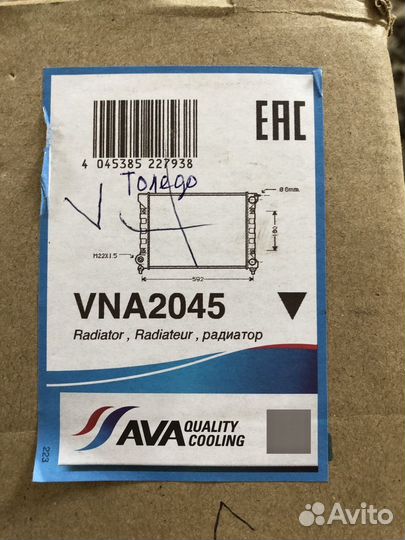 EAC
4 045385 227938
Толедо
V
Ø 6mm.
M22X1.5
592
VNA2045
Radiator , Radiateur , радиатор
AVA QUALITY
COOLING
223
Avito